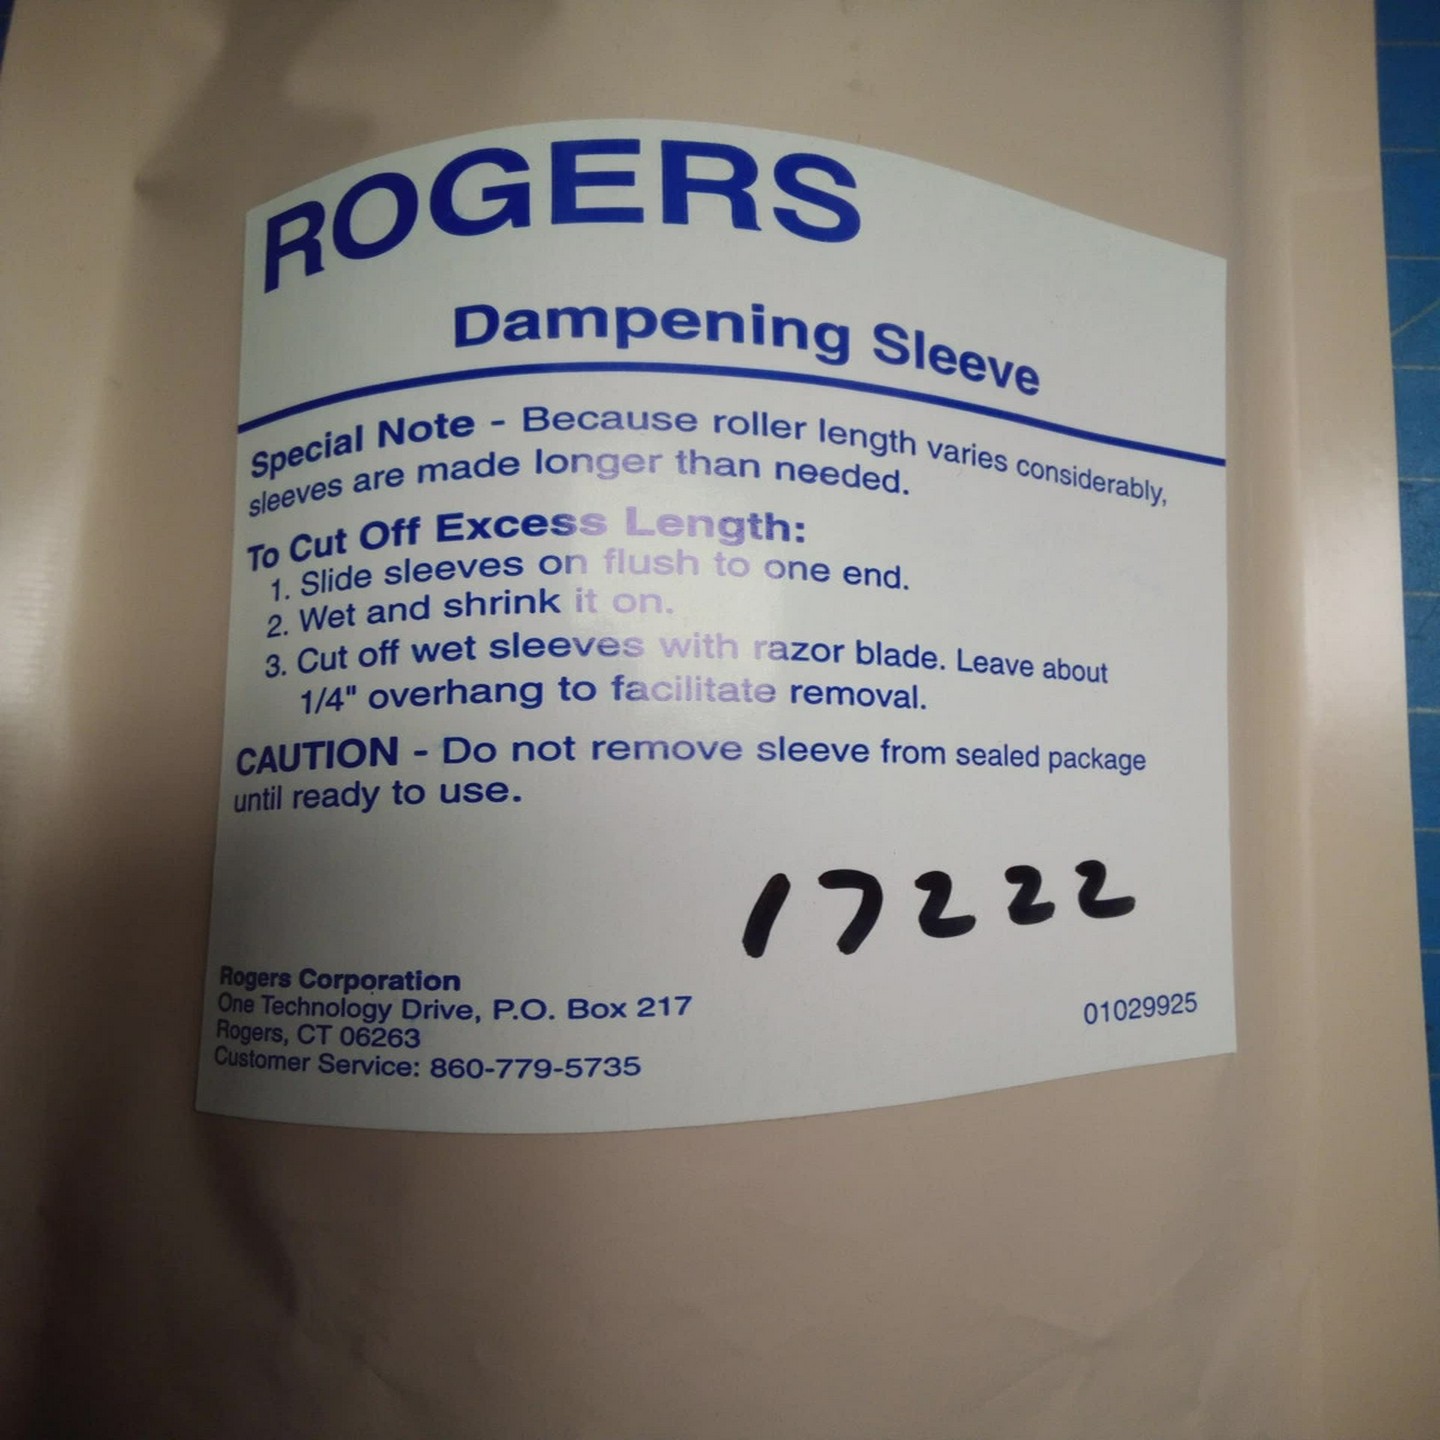 ROGERS
Dampening Sleeve
Special Note - Because roller length varies considerably,
sleeves are made longer than needed.
To Cut Off Excess Length:
1. Slide sleeves on flush to one end.
2. Wet and shrink it on.
3. Cut off wet sleeves with razor blade. Leave about
1/4" overhang to facilitate removal.
CAUTION - Do not remove sleeve from sealed package
until ready to use.
17222
Rogers Corporation
One Technology Drive, P.O. Box 217
Rogers, CT 06263
Customer Service: 860-779-5735
01029925